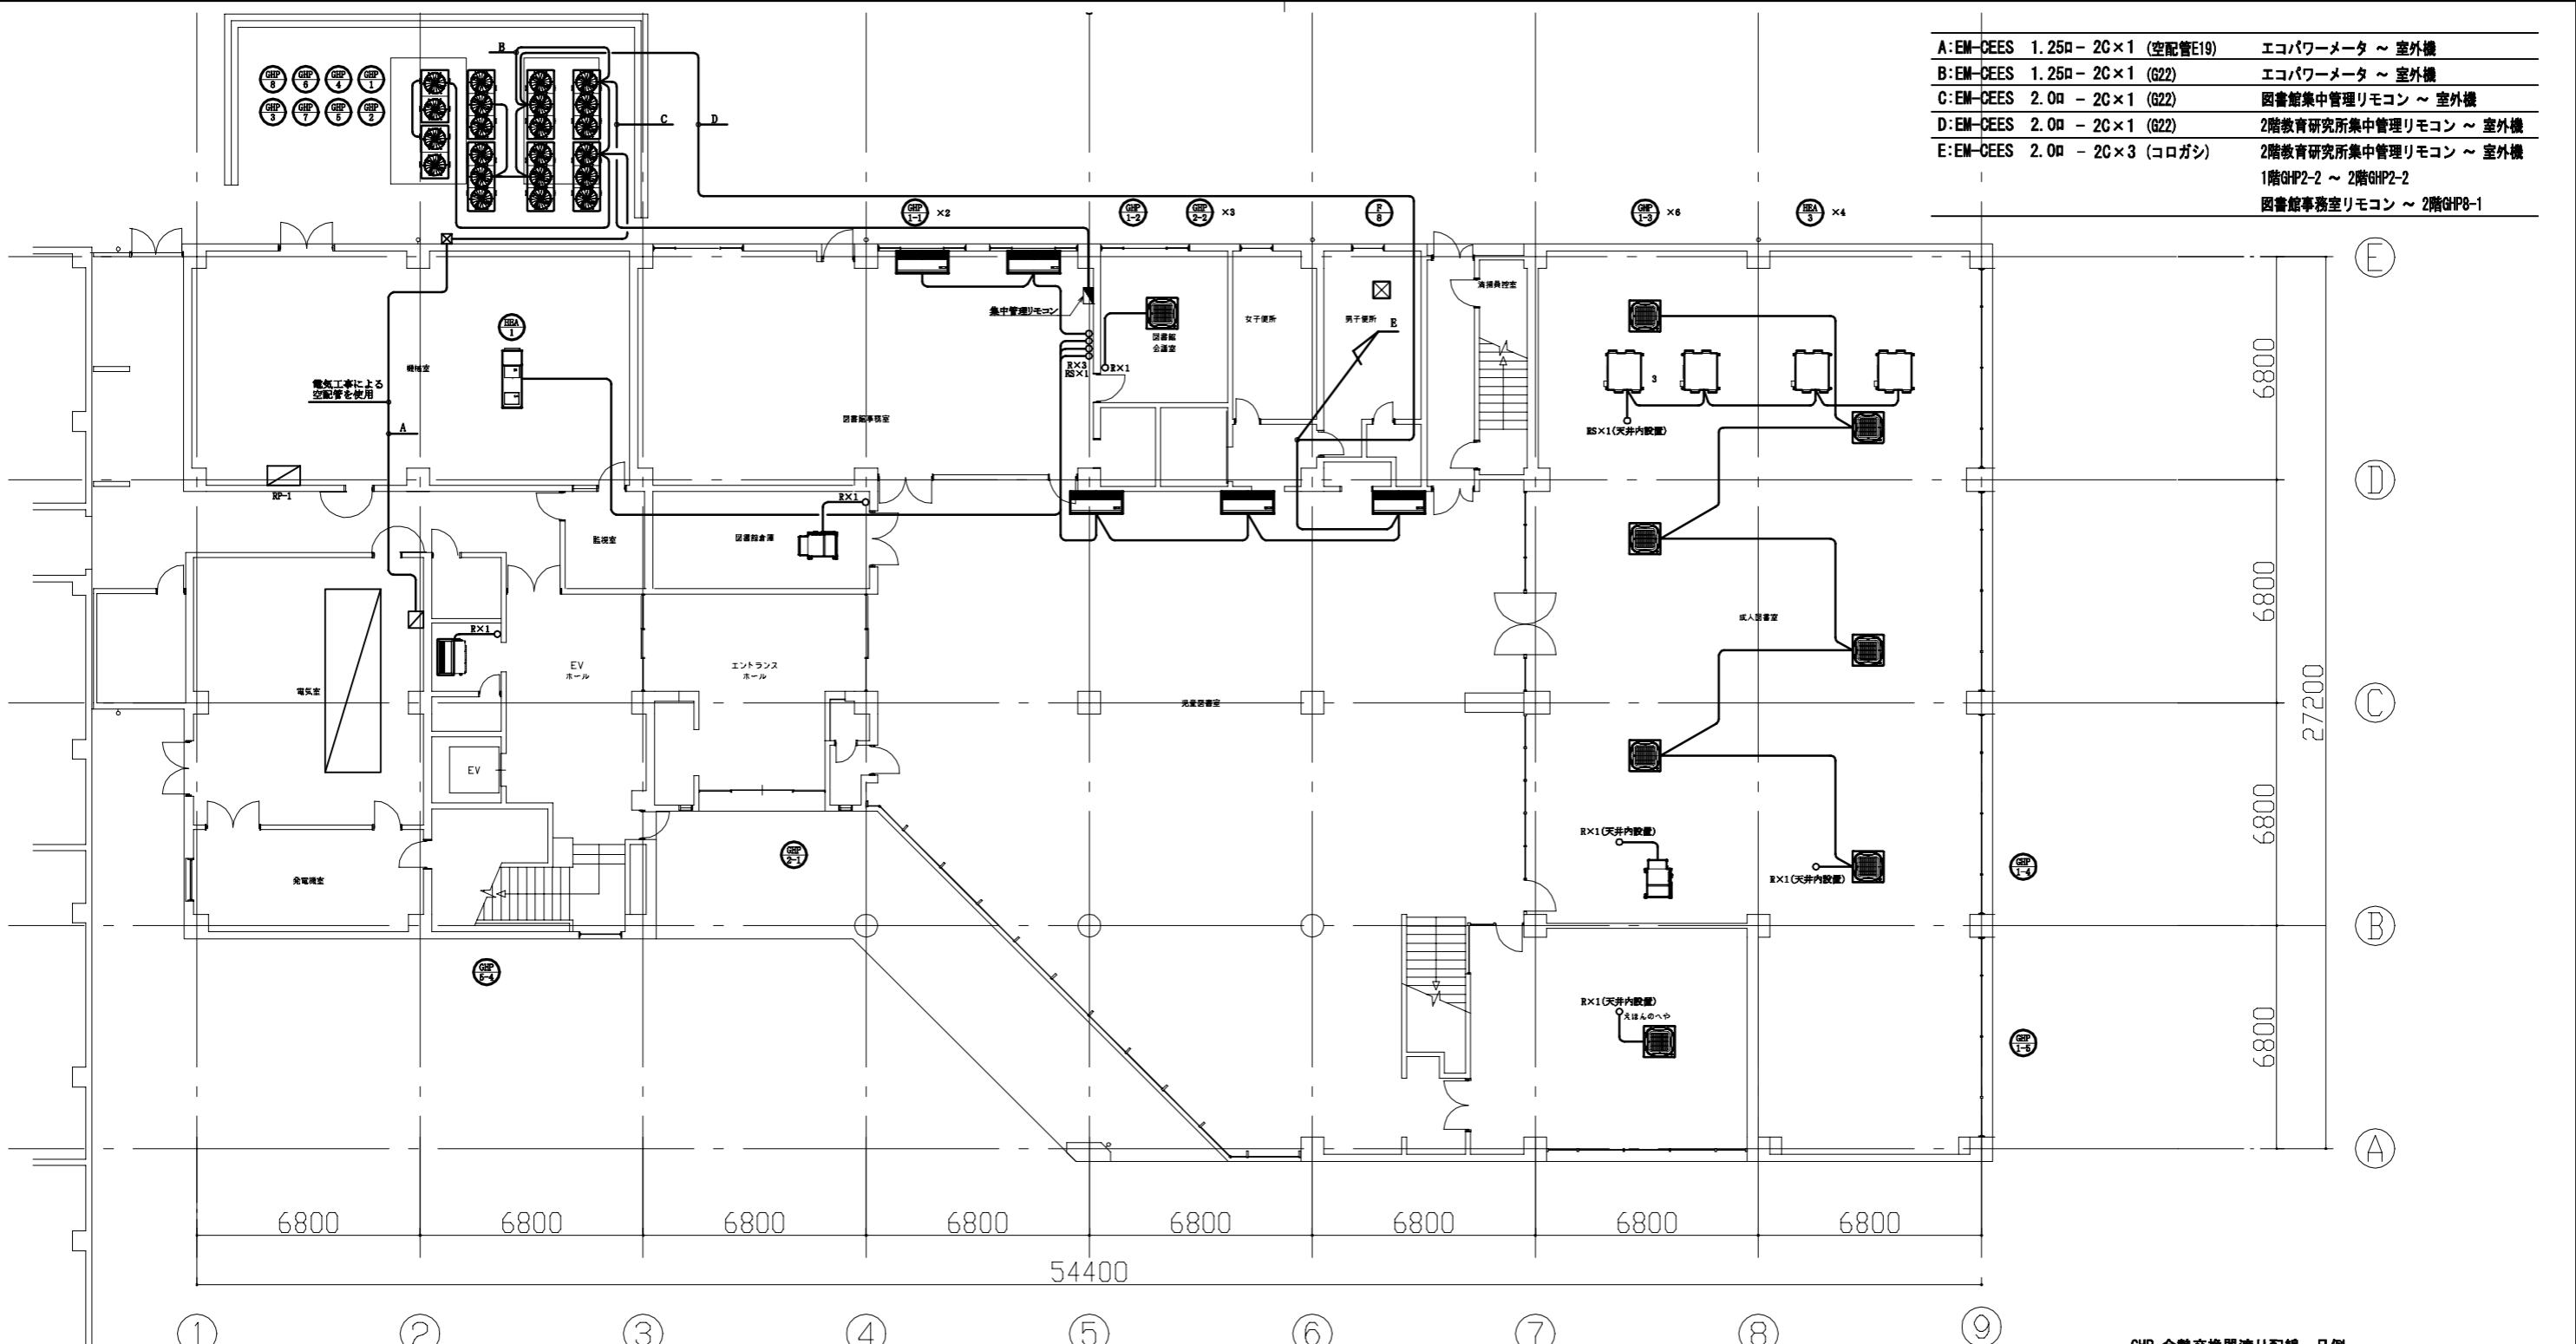 A:EM-CEES 1.25□- 2C×1 (空配管E19) エコパワーメータ ～ 室外機
B:EM-CEES 1.25□- 2C×1 (G22) エコパワーメータ ～ 室外機
C:EM-CEES 2.0□ - 2C×1 (G22) 図書館集中管理リモコン ～ 室外機
D:EM-CEES 2.0□ - 2C×1 (G22) 2階教育研究所集中管理リモコン ～ 室外機
E:EM-CEES 2.0□ - 2C×3 (コロガシ) 2階教育研究所集中管理リモコン ～ 室外機
1階GHP2-2 ～ 2階GHP2-2
図書館事務室リモコン ～ 2階GHP8-1
B
GHP 8
GHP 6
GHP 4
GHP 1
GHP 3
GHP 7
GHP 5
GHP 2
C
D
GHP 1-1 ×2
GHP 1-2
GHP 2-2 ×3
F 8
GHP 1-3 ×6
HEA 3 ×4
E
清掃員控室
集中管理リモコン
HEA 1
女子便所
男子便所
E
図書館
会議室
機械室
R×3
RS×1
R×1
電気工事による
空配管を使用
3
A
図書館事務室
RS×1(天井内設置)
6800
RP-1
D
R×1
監視室
図書館倉庫
6800
成人図書室
R×1
EV
ホール
エントランス
ホール
電気室
児童図書室
C
27200
EV
6800
R×1(天井内設置)
GHP 2-1
GHP 1-4
R×1(天井内設置)
発電機室
B
GHP 5-4
R×1(天井内設置)
えほんのへや
GHP 1-5
6800
A
6800 6800 6800 6800 6800 6800 6800 6800
54400
1 2 3 4 5 6 7 8 9